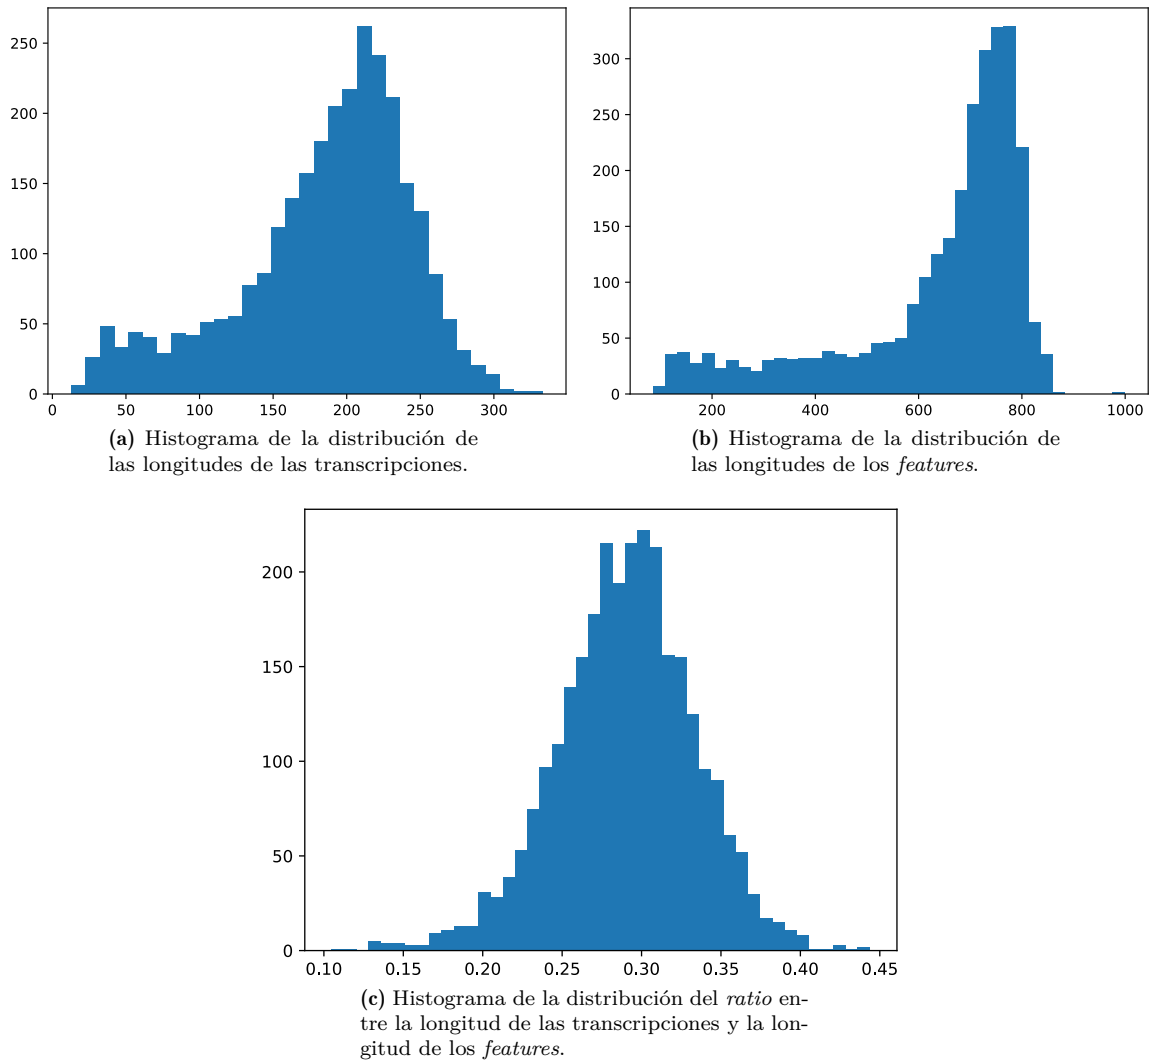 250
200
150
100
50
0
0 50 100 150 200 250 300
(a) Histograma de la distribución de
las longitudes de las transcripciones.
300
250
200
150
100
50
0
200 400 600 800 1000
(b) Histograma de la distribución de
las longitudes de los features.
200
150
100
50
0
0.10 0.15 0.20 0.25 0.30 0.35 0.40 0.45
(c) Histograma de la distribución del ratio en-
tre la longitud de las transcripciones y la lon-
gitud de los features.